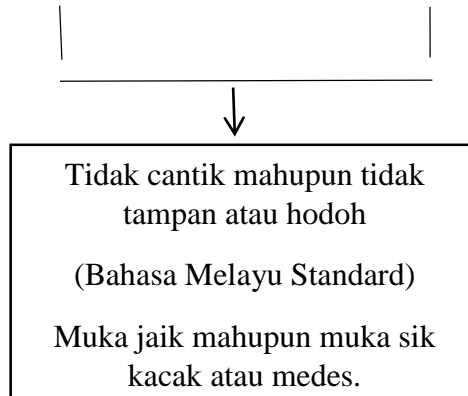 Tidak cantik mahupun tidak
tampan atau hodoh
(Bahasa Melayu Standard)
Muka jaik mahupun muka sik
kacak atau medes.